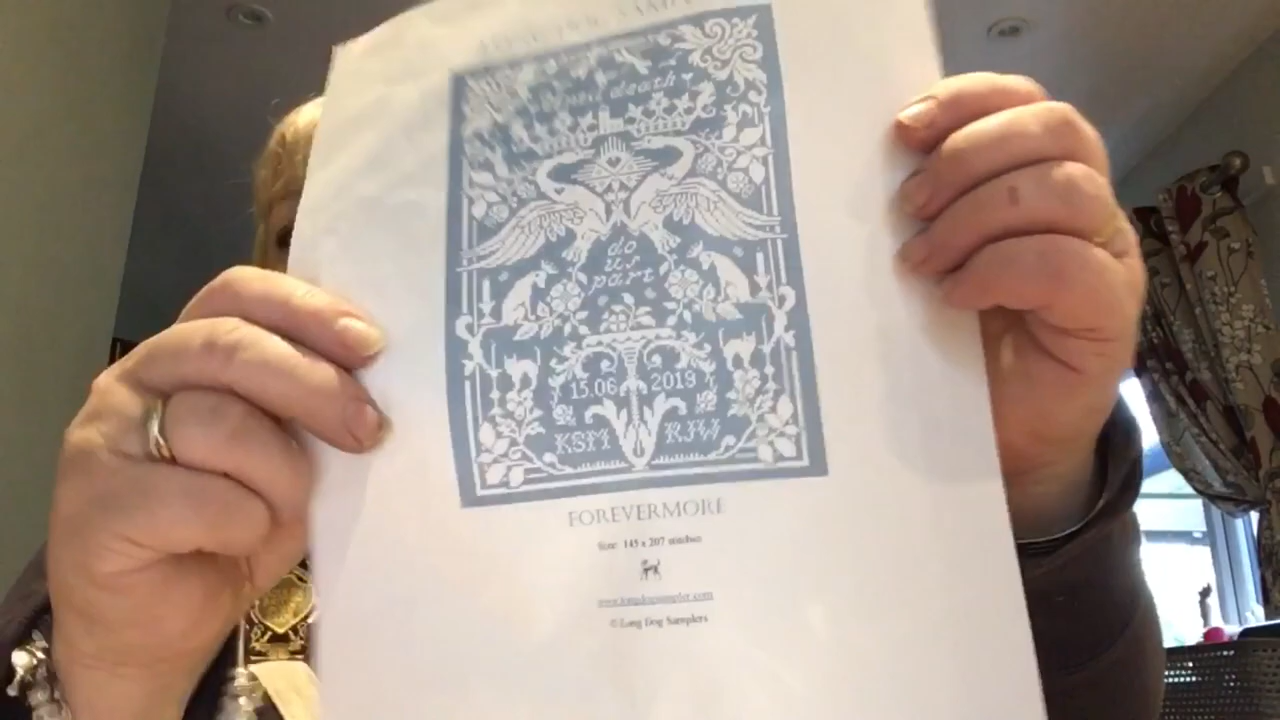 until death
do
us
part
15.06 2019
KSM RJW
FOREVERMORE
Size: 145 x 207 stitches
www.longdogsampler.com
© Long Dog Samplers